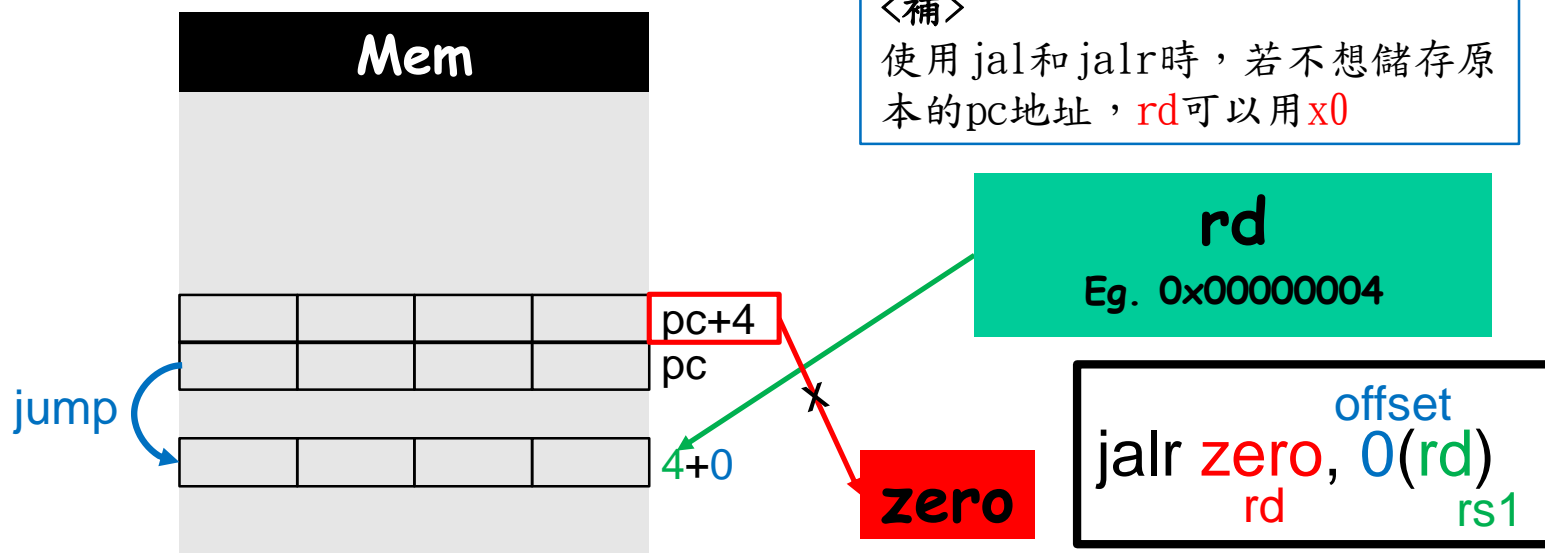 <補>
使用jal和jalr時，若不想儲存原
本的pc地址，rd可以用x0
Mem
rd
Eg. 0x00000004
pc+4
pc
jump
x
4+0
zero
offset
jalr zero, 0(rd)
rd rs1